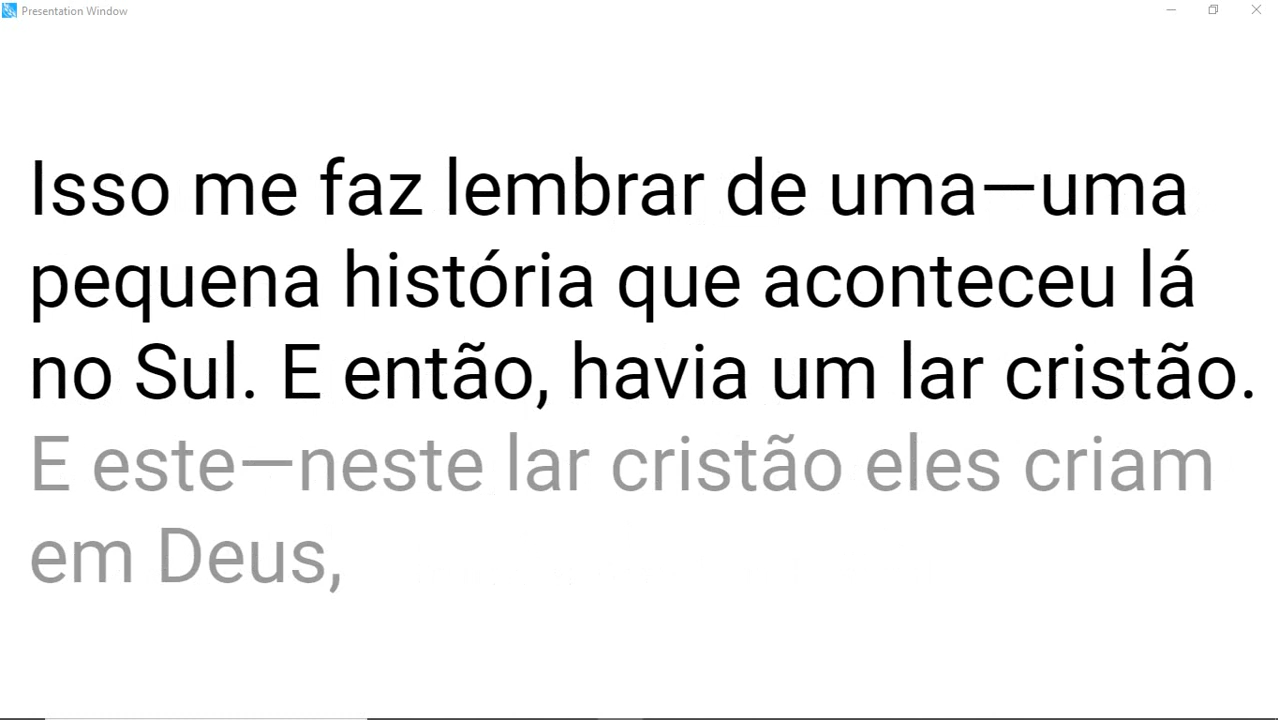 Presentation Window
Isso me faz lembrar de uma—uma
pequena história que aconteceu lá
no Sul. E então, havia um lar cristão.
E este—neste lar cristão eles criam
em Deus,